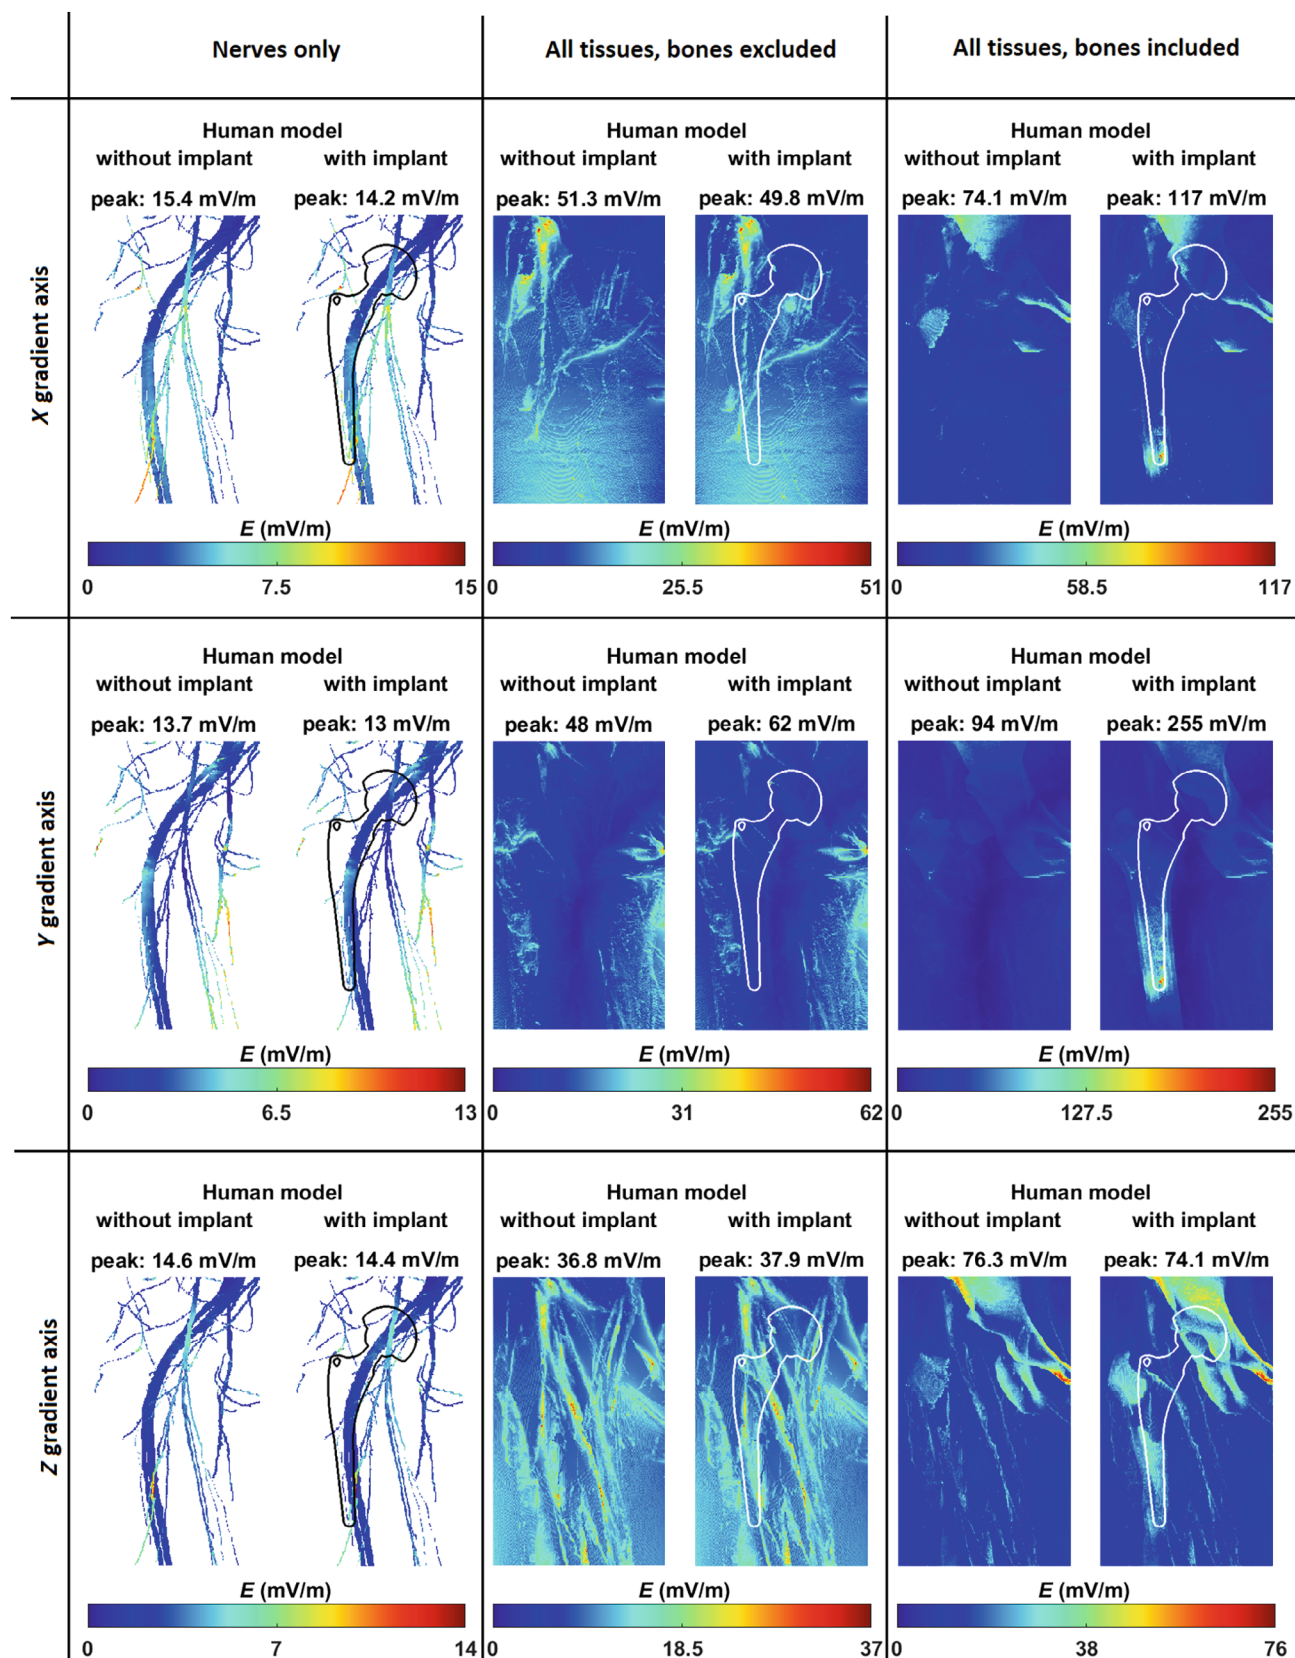 Nerves only
All tissues, bones excluded
All tissues, bones included
X gradient axis
Human model
without implant with implant
peak: 15.4 mV/m peak: 14.2 mV/m
E (mV/m)
0 7.5 15
Human model
without implant with implant
peak: 51.3 mV/m peak: 49.8 mV/m
E (mV/m)
0 25.5 51
Human model
without implant with implant
peak: 74.1 mV/m peak: 117 mV/m
E (mV/m)
0 58.5 117
Y gradient axis
Human model
without implant with implant
peak: 13.7 mV/m peak: 13 mV/m
E (mV/m)
0 6.5 13
Human model
without implant with implant
peak: 48 mV/m peak: 62 mV/m
E (mV/m)
0 31 62
Human model
without implant with implant
peak: 94 mV/m peak: 255 mV/m
E (mV/m)
0 127.5 255
Z gradient axis
Human model
without implant with implant
peak: 14.6 mV/m peak: 14.4 mV/m
E (mV/m)
0 7 14
Human model
without implant with implant
peak: 36.8 mV/m peak: 37.9 mV/m
E (mV/m)
0 18.5 37
Human model
without implant with implant
peak: 76.3 mV/m peak: 74.1 mV/m
E (mV/m)
0 38 76